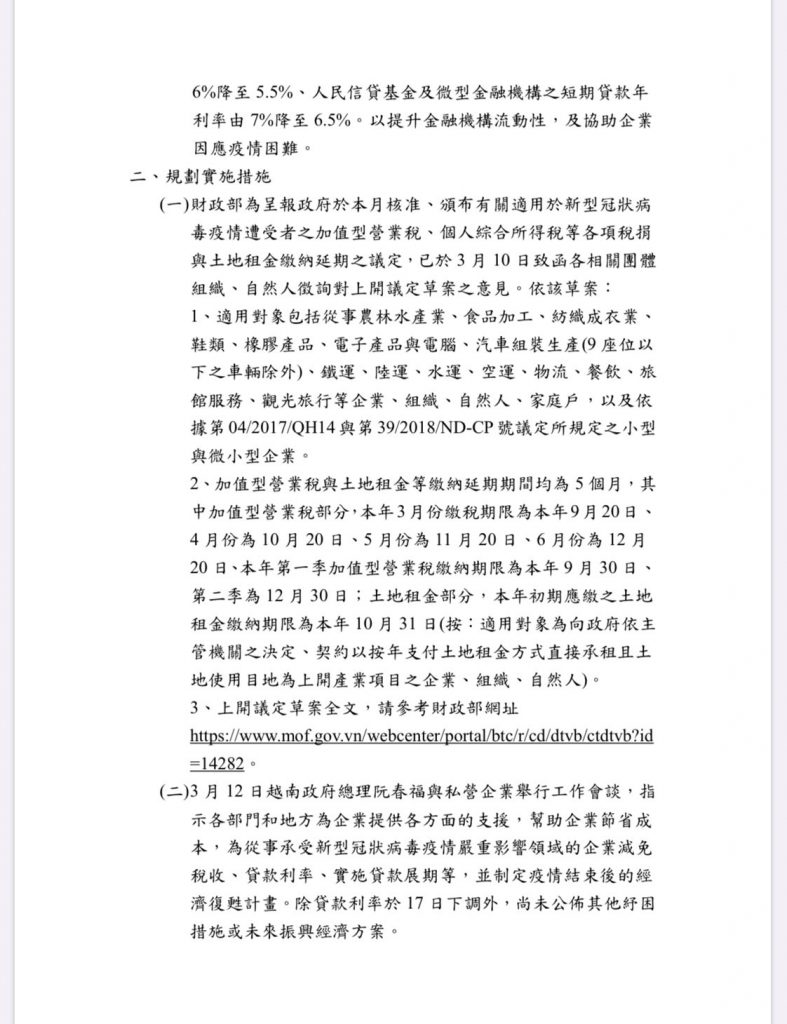 6%降至 5.5%、人民信貸基金及微型金融機構之短期貸款年
利率由 7%降至 6.5%。以提升金融機構流動性，及協助企業
因應疫情困難。
二、規劃實施措施
(一)財政部為呈報政府於本月核准、頒布有關適用於新型冠狀病
毒疫情遭受者之加值型營業稅、個人綜合所得稅等各項稅捐
與土地租金繳納延期之議定，已於 3 月 10 日致函各相關團體
組織、自然人徵詢對上開議定草案之意見。依該草案：
1、適用對象包括從事農林水產業、食品加工、紡織成衣業、
鞋類、橡膠產品、電子產品與電腦、汽車組裝生產(9 座位以
下之車輛除外)、鐵運、陸運、水運、空運、物流、餐飲、旅
館服務、觀光旅行等企業、組織、自然人、家庭戶，以及依
據第 04/2017/QH14 與第 39/2018/ND-CP 號議定所規定之小型
與微小型企業。
2、加值型營業稅與土地租金等繳納延期期間均為 5 個月，其
中加值型營業稅部分，本年3 月份繳稅期限為本年9 月 20 日、
4 月份為 10 月 20 日、5 月份為 11 月 20 日、6 月份為 12 月
20 日、本年第一季加值型營業稅繳納期限為本年 9 月 30 日、
第二季為 12 月 30 日；土地租金部分，本年初期應繳之土地
租金繳納期限為本年 10 月 31 日(按：適用對象為向政府依主
管機關之決定、契約以按年支付土地租金方式直接承租且土
地使用目地為上開產業項目之企業、組織、自然人)。
3、上開議定草案全文，請參考財政部網址
https://www.mof.gov.vn/webcenter/portal/btc/r/cd/dtvb/ctdtvb?id
=14282。
(二)3 月 12 日越南政府總理阮春福與私營企業舉行工作會談，指
示各部門和地方為企業提供各方面的支援，幫助企業節省成
本，為從事承受新型冠狀病毒疫情嚴重影響領域的企業減免
稅收、貸款利率、實施貸款展期等，並制定疫情結束後的經
濟復甦計畫。除貸款利率於 17 日下調外，尚未公佈其他紓困
措施或未來振興經濟方案。